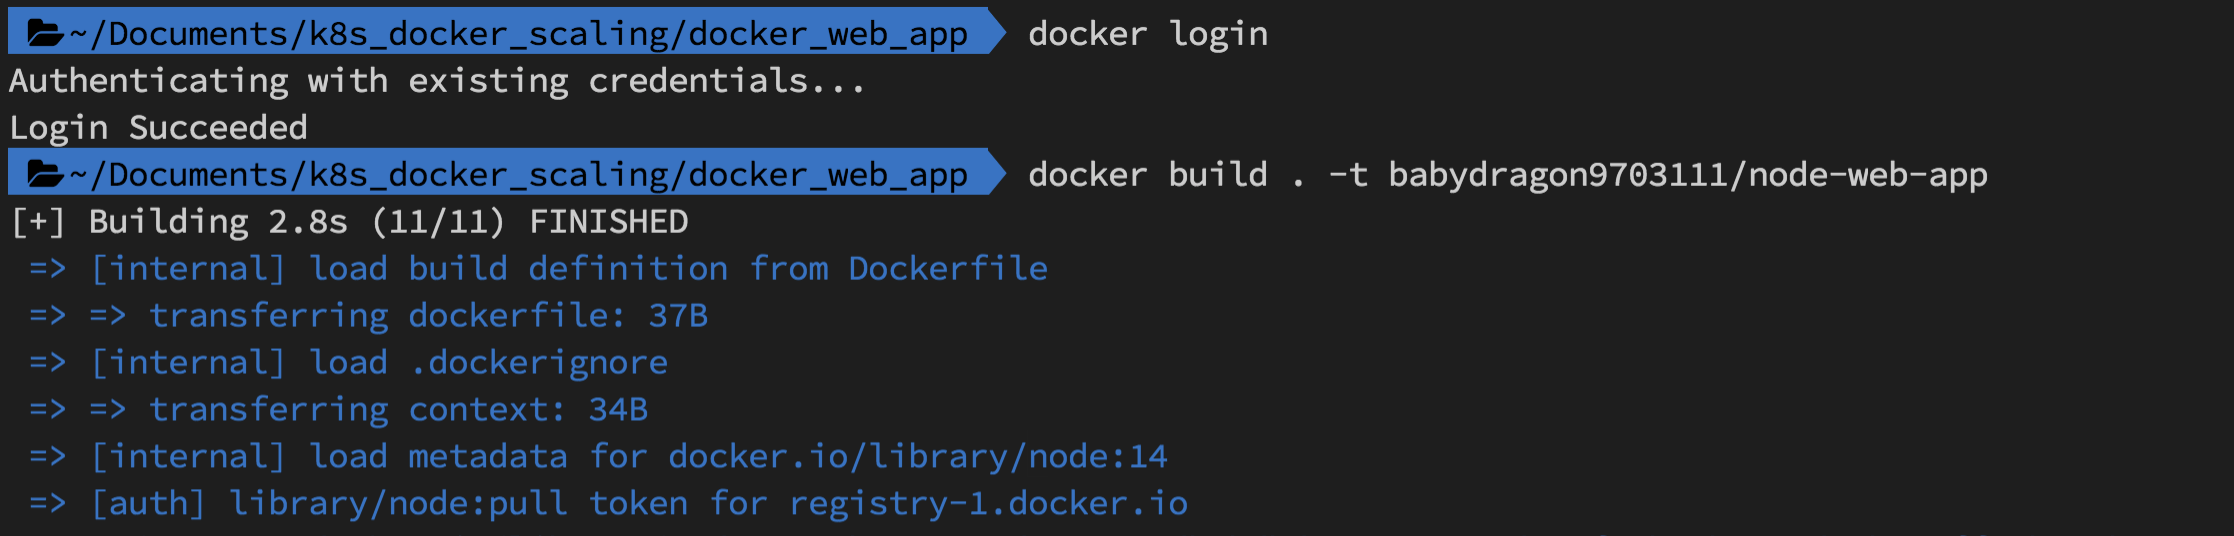 ~/Documents/k8s_docker_scaling/docker_web_app docker login
Authenticating with existing credentials...
Login Succeeded
~/Documents/k8s_docker_scaling/docker_web_app docker build . -t babydragon9703111/node-web-app
[+] Building 2.8s (11/11) FINISHED
=> [internal] load build definition from Dockerfile
=> => transferring dockerfile: 37B
=> [internal] load .dockerignore
=> => transferring context: 34B
=> [internal] load metadata for docker.io/library/node:14
=> [auth] library/node:pull token for registry-1.docker.io